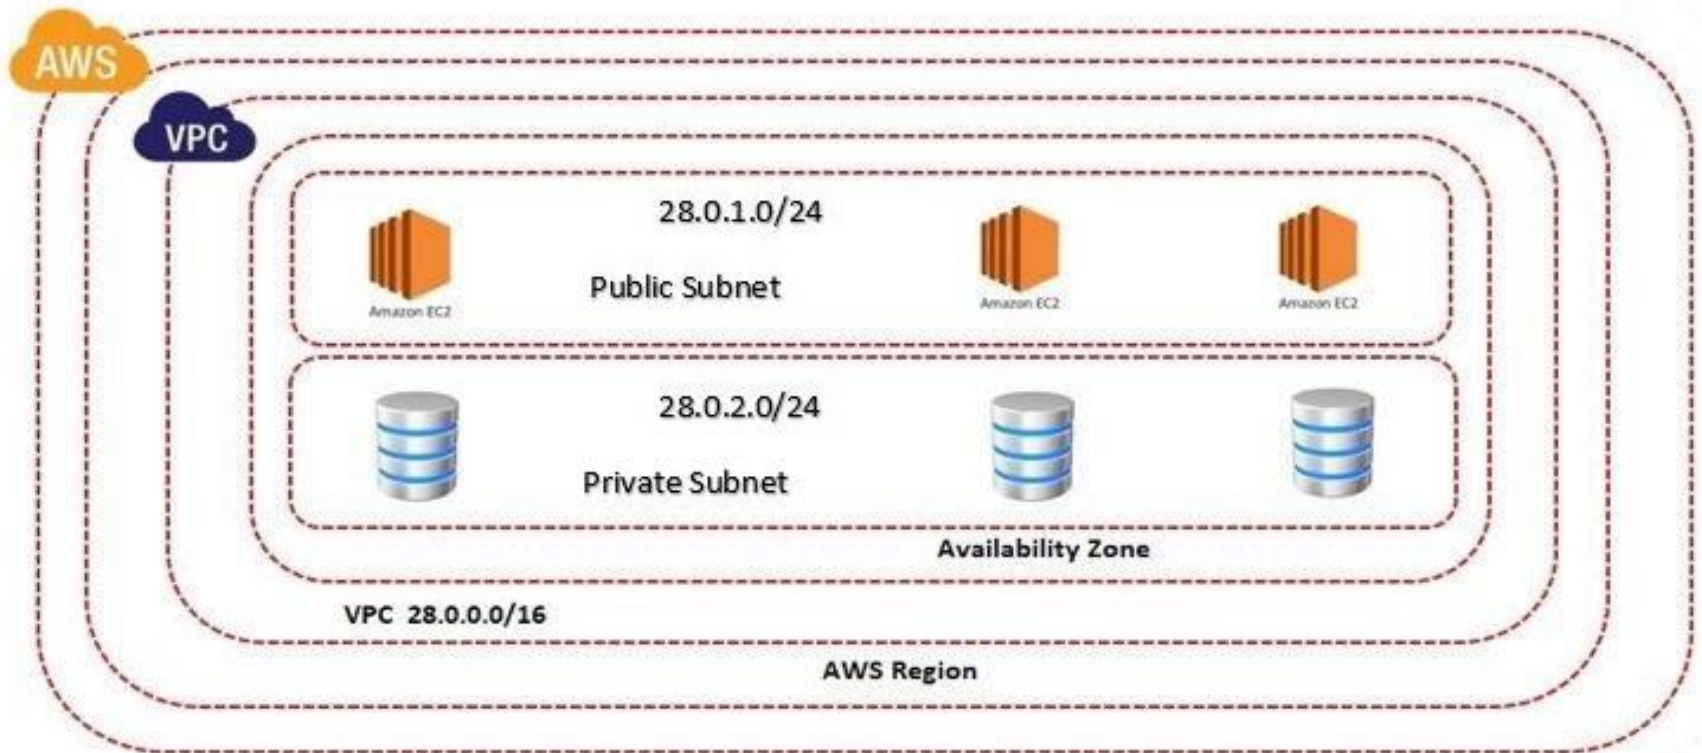 AWS
VPC
28.0.1.0/24
Public Subnet
Amazon EC2
Amazon EC2
Amazon EC2
28.0.2.0/24
Private Subnet
Availability Zone
VPC 28.0.0.0/16
AWS Region